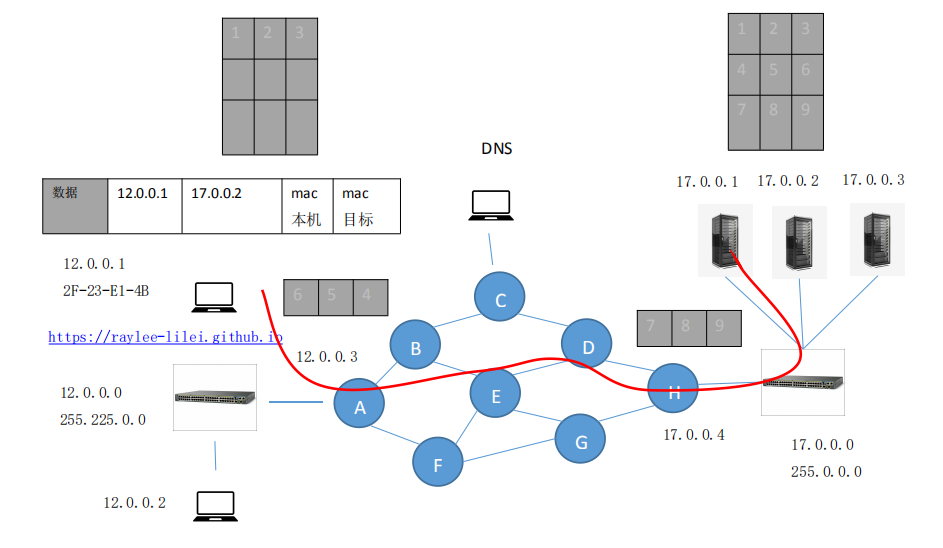 1 2 3
1 2 3
4 5 6
7 8 9
DNS
数据 12.0.0.1 17.0.0.2 mac 本机 mac 目标
17.0.0.1 17.0.0.2 17.0.0.3
12.0.0.1
2F-23-E1-4B
6 5 4
C
7 8 9
https://raylee-lilei.github.io
12.0.0.3
B
D
12.0.0.0
255.225.0.0
A
E
H
17.0.0.4
G
F
17.0.0.0
255.0.0.0
12.0.0.2